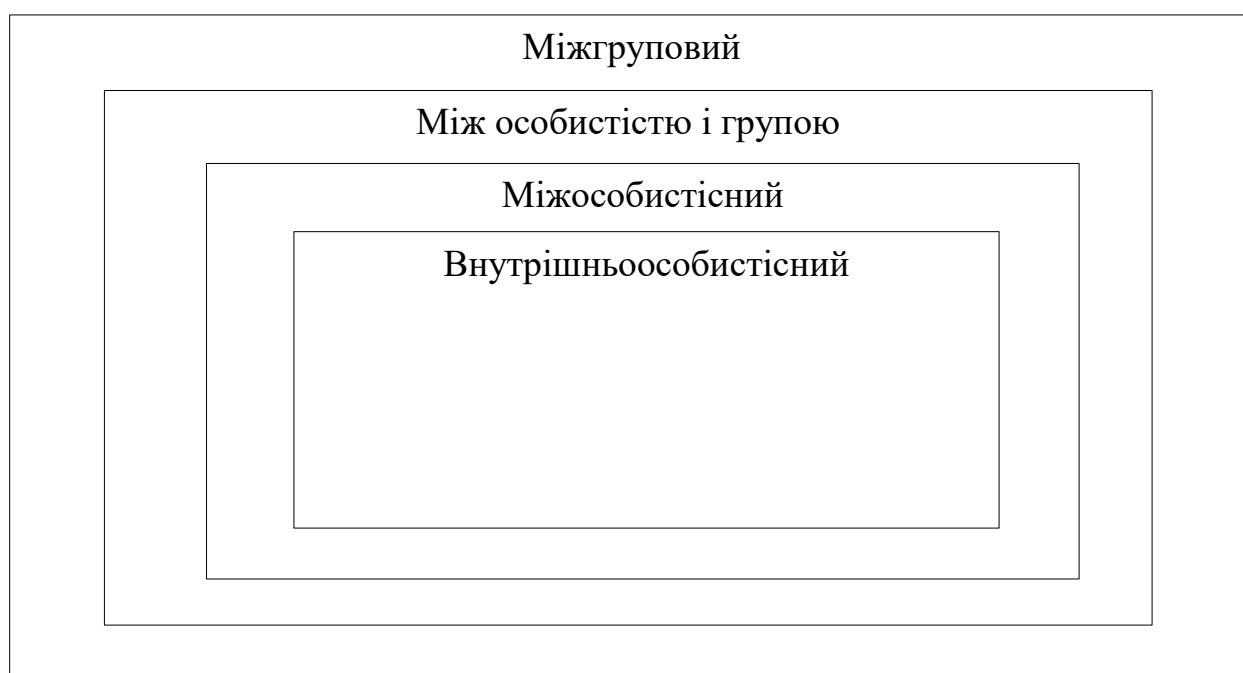 Міжгруповий
Між особистістю і групою
Міжособистісний
Внутрішньоособистісний